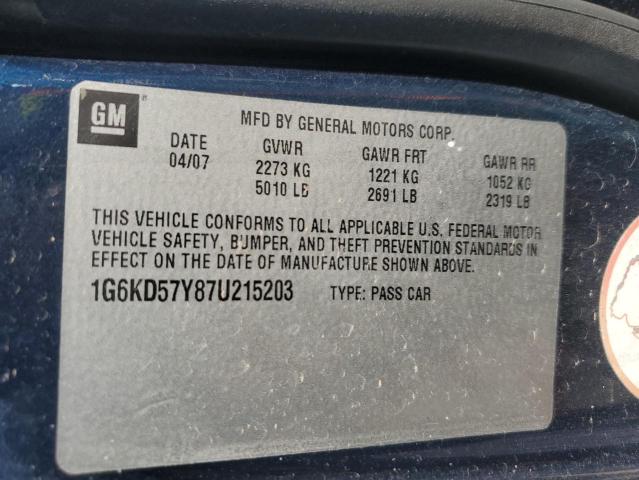 GM ®
MFD BY GENERAL MOTORS CORP.
DATE GVWR GAWR FRT GAWR RR
04/07 2273 KG 1221 KG 1052 KG
5010 LB 2691 LB 2319 LB
THIS VEHICLE CONFORMS TO ALL APPLICABLE U.S. FEDERAL MOTOR
VEHICLE SAFETY, BUMPER, AND THEFT PREVENTION STANDARDS IN
EFFECT ON THE DATE OF MANUFACTURE SHOWN ABOVE.
1G6KD57Y87U215203 TYPE: PASS CAR